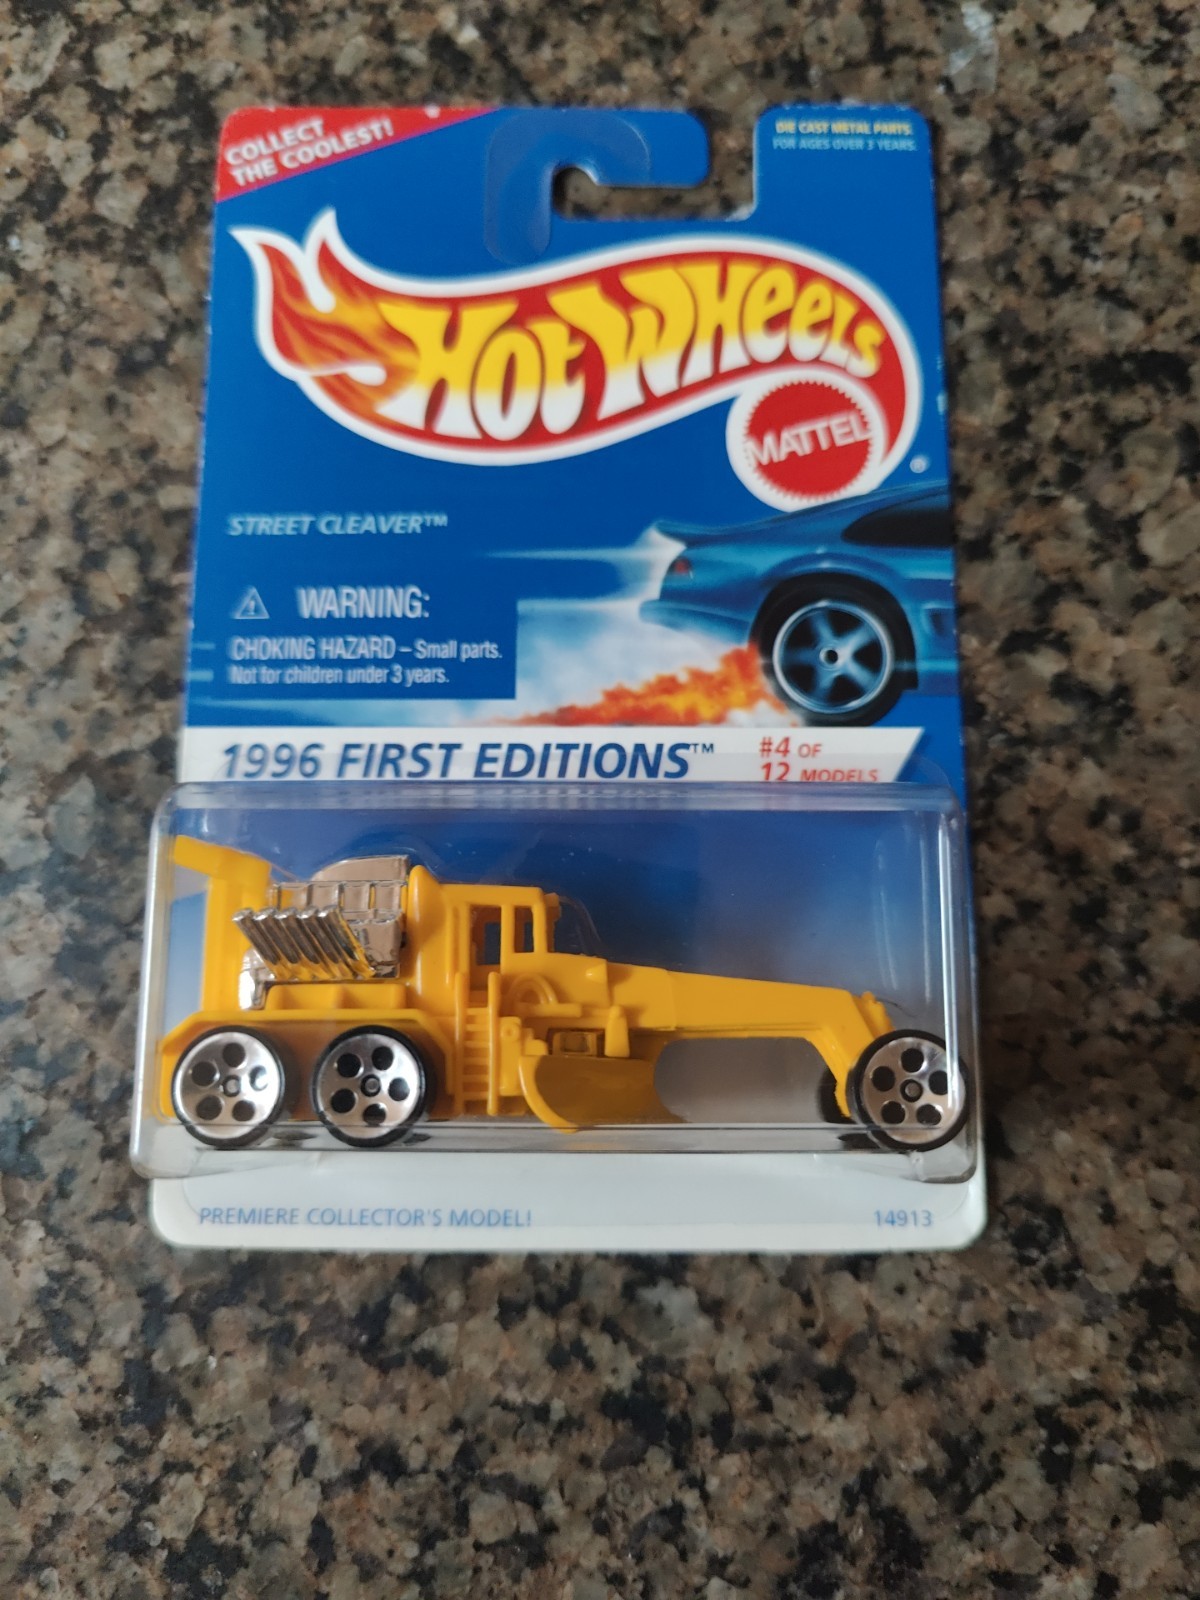 COLLECT
THE COOLEST!
DIE CAST METAL PARTS.
FOR AGES OVER 3 YEARS.
HOT WHEELS
MATTEL
®
STREET CLEAVER™
WARNING:
CHOKING HAZARD – Small parts.
Not for children under 3 years.
1996 FIRST EDITIONS™
#4 OF
12 MODELS
PREMIERE COLLECTOR'S MODEL!
14913